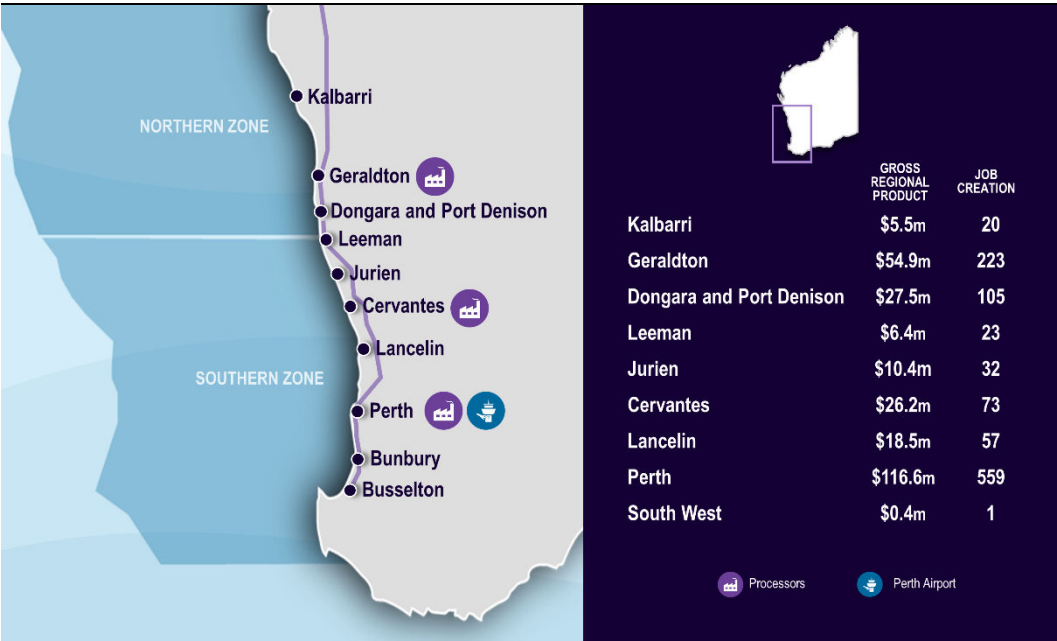 Kalbarri
NORTHERN ZONE
Geraldton
Dongara and Port Denison
Leeman
Jurien
Cervantes
Lancelin
SOUTHERN ZONE
Perth
Bunbury
Busselton
GROSS
REGIONAL
PRODUCT
JOB
CREATION
Kalbarri $5.5m 20
Geraldton $54.9m 223
Dongara and Port Denison $27.5m 105
Leeman $6.4m 23
Jurien $10.4m 32
Cervantes $26.2m 73
Lancelin $18.5m 57
Perth $116.6m 559
South West $0.4m 1
Processors
Perth Airport